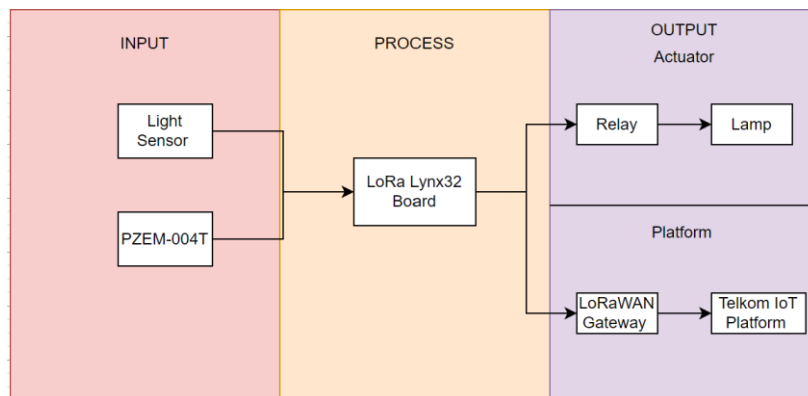 INPUT
PROCESS
OUTPUT
Actuator
Light
Sensor
PZEM-004T
LoRa Lynx32
Board
Relay
Lamp
Platform
LoRaWAN
Gateway
Telkom IoT
Platform